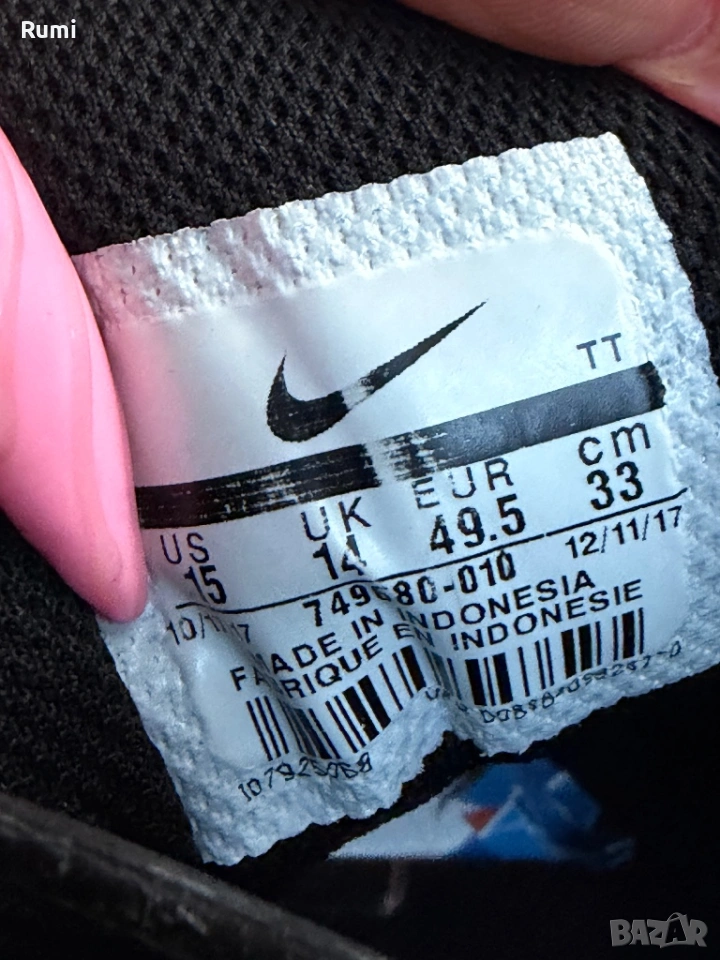 Rumi
TT
US UK EUR cm
15 14 49.5 33
10/11/17 749680-010 12/11/17
MADE IN INDONESIA
FABRIQUE EN INDONESIE
BAZAR